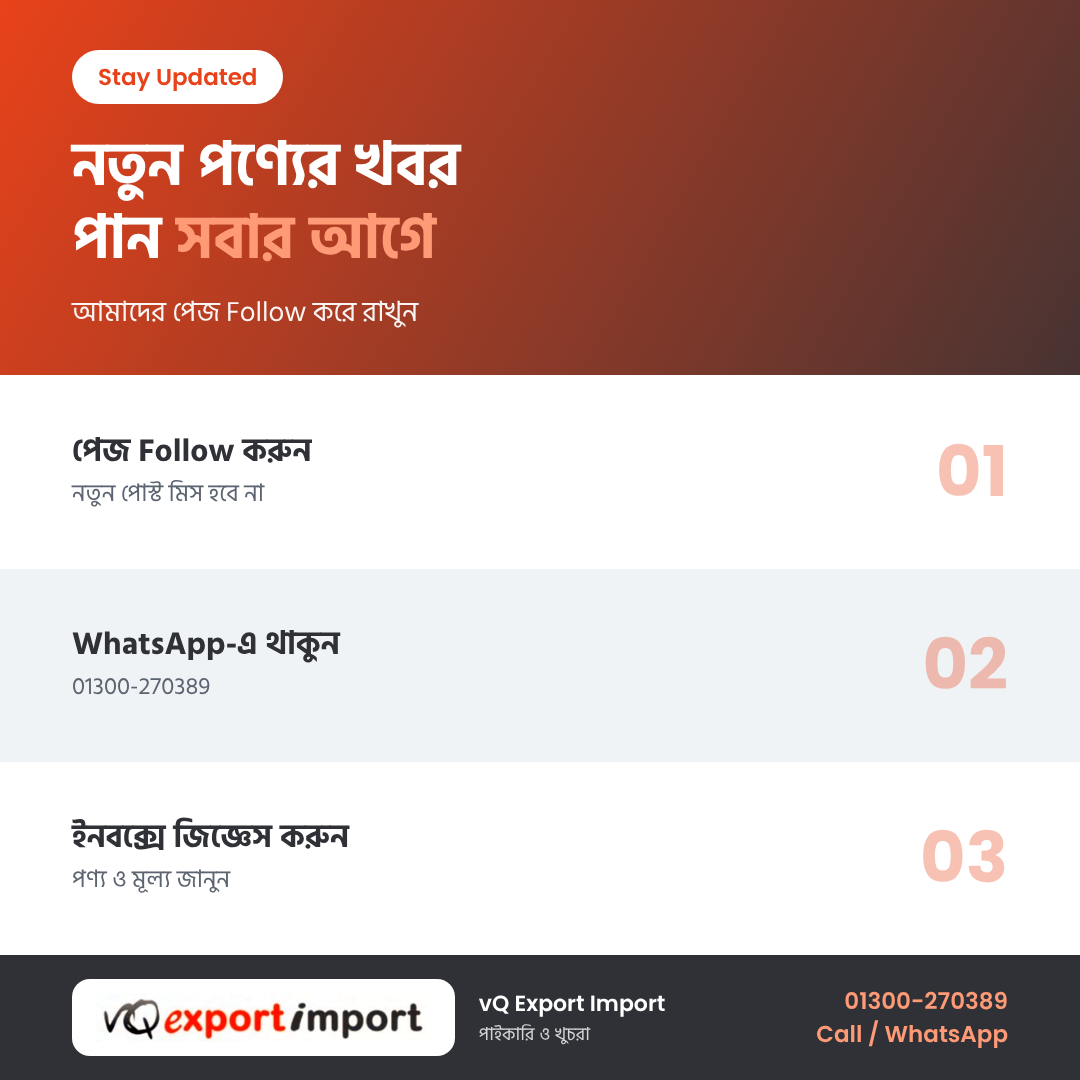 Stay Updated
নতুন পণ্যের খবর
পান সবার আগে
আমাদের পেজ Follow করে রাখুন
পেজ Follow করুন
নতুন পোস্ট মিস হবে না
01
WhatsApp-এ থাকুন
01300-270389
02
ইনবক্সে জিজ্ঞেস করুন
পণ্য ও মূল্য জানুন
03
vQ export import
vQ Export Import
পাইকারি ও খুচরা
01300-270389
Call / WhatsApp